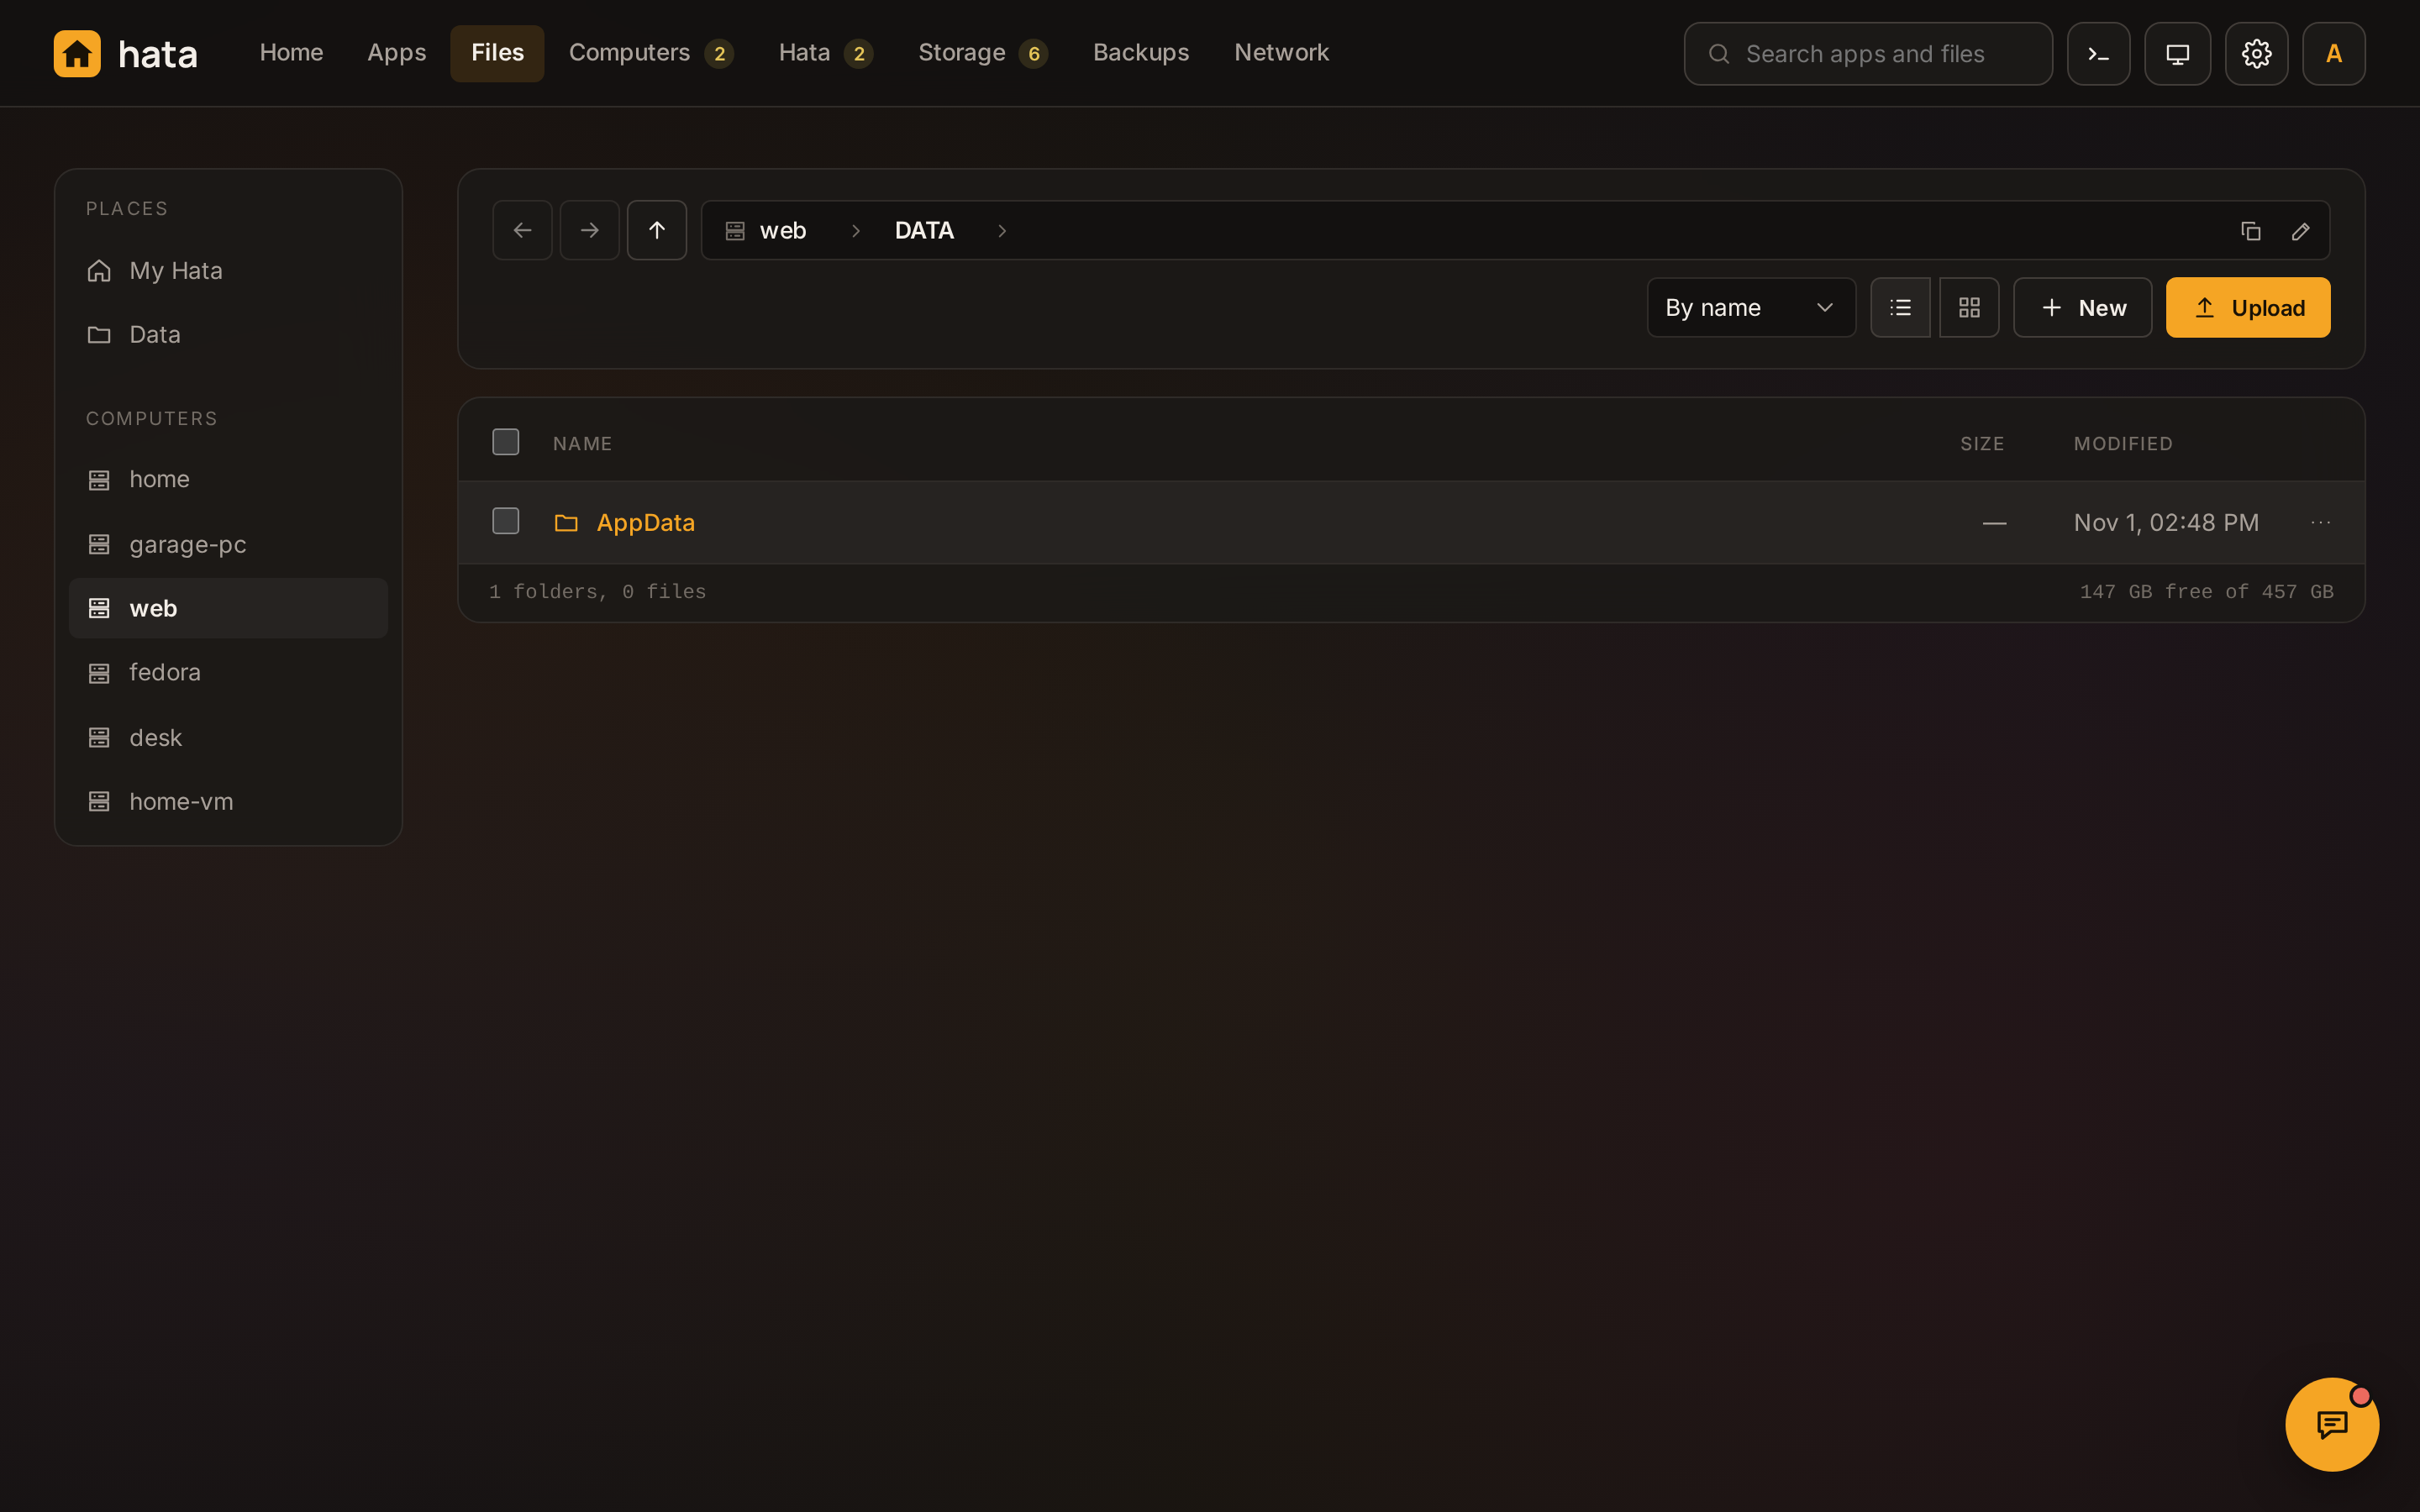 hata Home Apps Files Computers 2 Hata 2 Storage 6 Backups Network Search apps and files A
PLACES
My Hata
Data
COMPUTERS
home
garage-pc
web
fedora
desk
home-vm
web DATA
By name New Upload
NAME SIZE MODIFIED
AppData — Nov 1, 02:48 PM ...
1 folders, 0 files 147 GB free of 457 GB